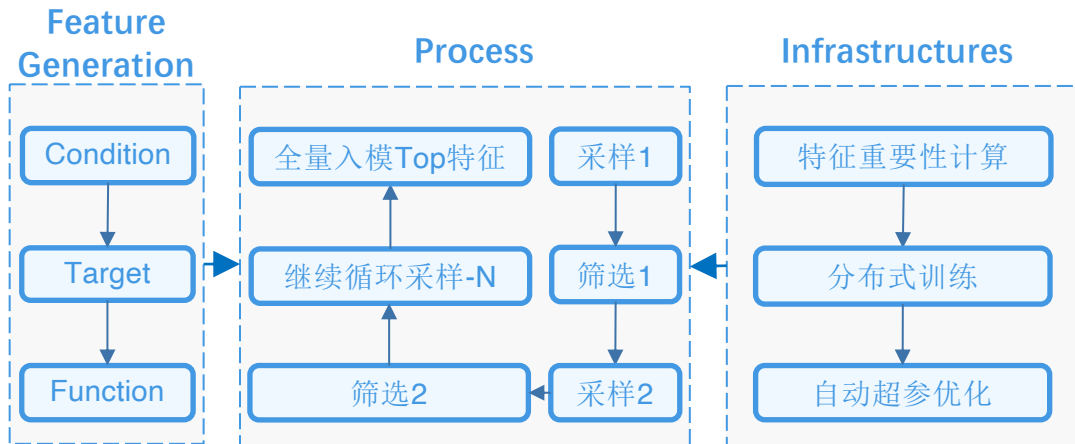 Feature
Generation
Process
Infrastructures
Condition
Target
Function
全量入模Top特征
采样1
继续循环采样-N
筛选1
筛选2
采样2
特征重要性计算
分布式训练
自动超参优化